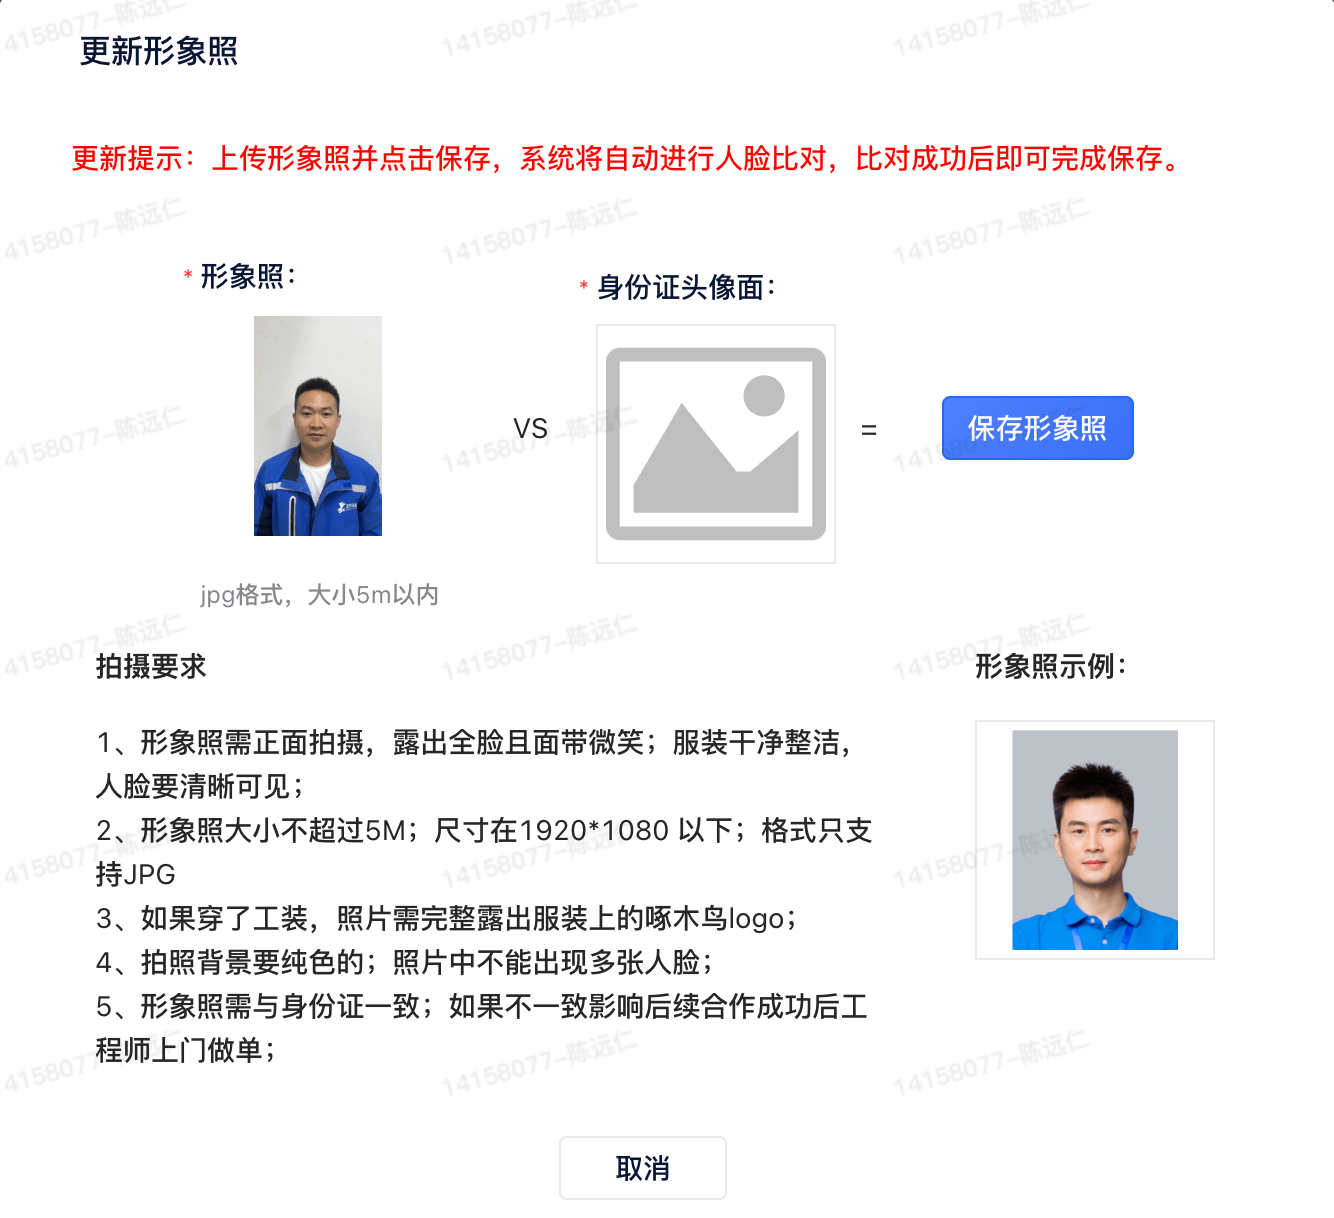 更新形象照
更新提示：上传形象照并点击保存，系统将自动进行人脸比对，比对成功后即可完成保存。
* 形象照：
* 身份证头像面：
VS
=
保存形象照
jpg格式，大小5m以内
拍摄要求
形象照示例：
1、形象照需正面拍摄，露出全脸且面带微笑；服装干净整洁，
人脸要清晰可见；
2、形象照大小不超过5M；尺寸在1920*1080 以下；格式只支
持JPG
3、如果穿了工装，照片需完整露出服装上的啄木鸟logo；
4、拍照背景要纯色的；照片中不能出现多张人脸；
5、形象照需与身份证一致；如果不一致影响后续合作成功后工
程师上门做单；
取消
14158077-陈远仁